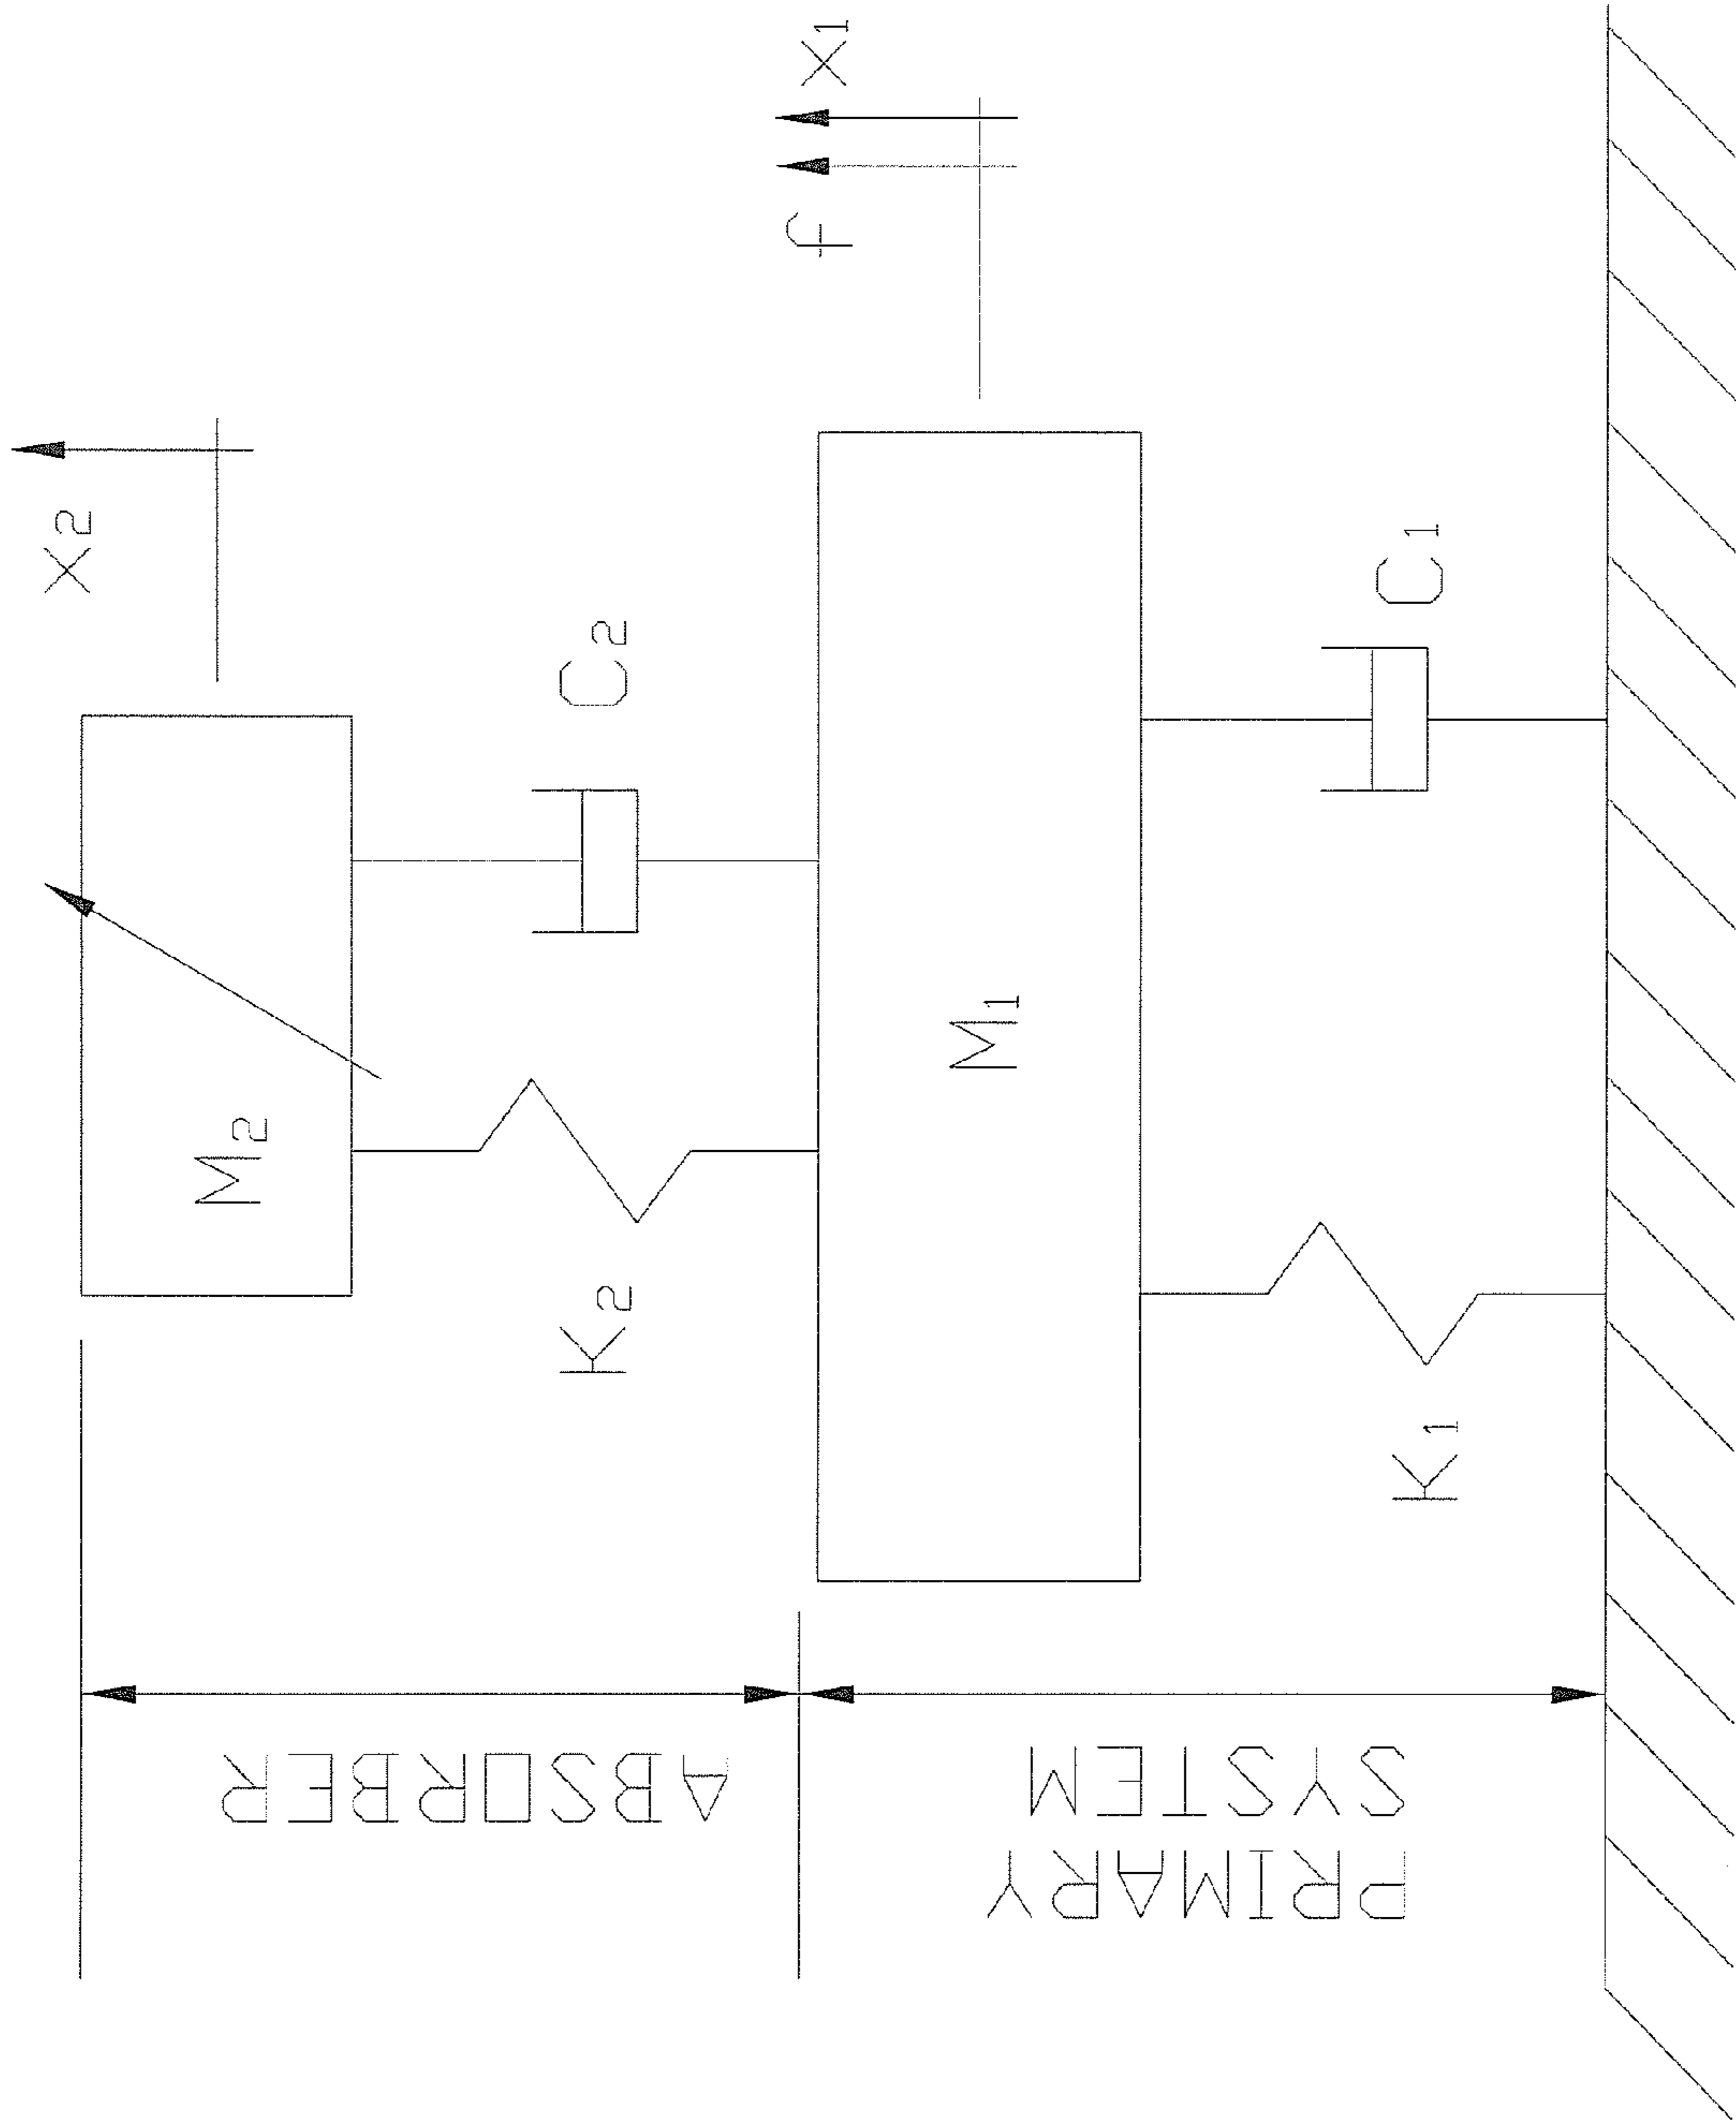 X₂
M₂
K₂
C₂
ABSORBER
f
X₁
M₁
K₁
C₁
PRIMARY
SYSTEM